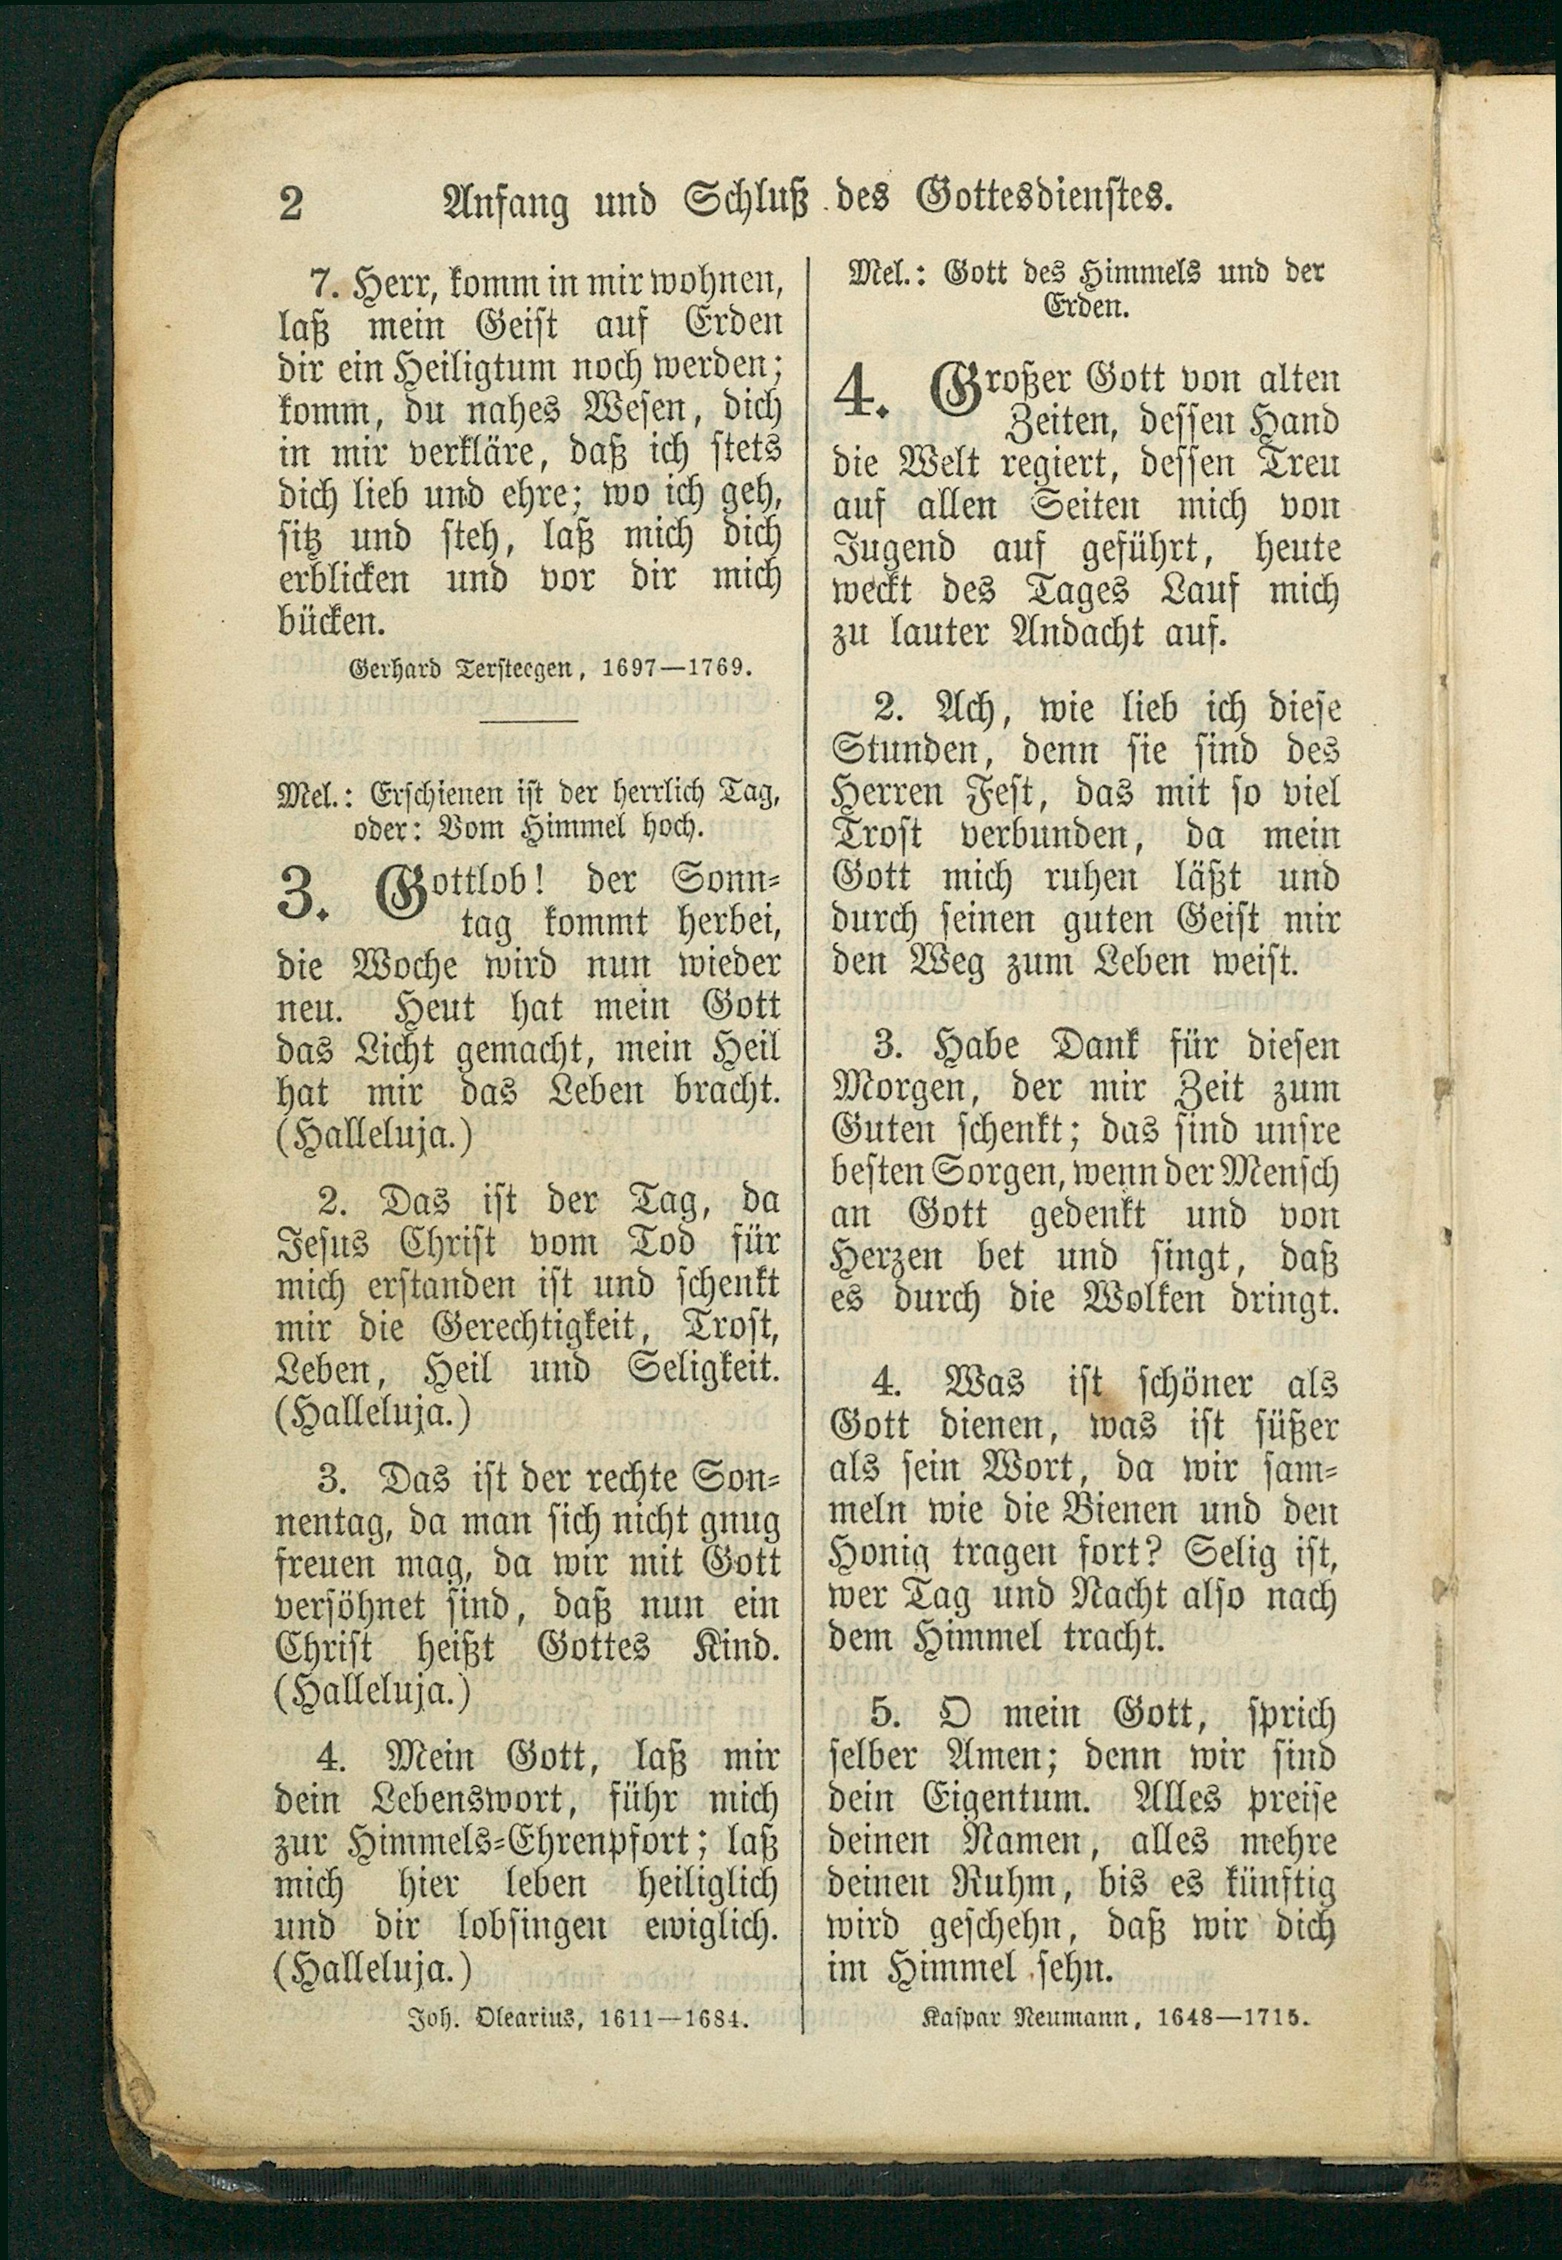 2 Anfang und Schluß des Gottesdienstes.
7. Herr, komm in mir wohnen,
laß mein Geist auf Erden
dir ein Heiligtum noch werden;
komm, du nahes Wesen, dich
in mir verkläre, daß ich stets
dich lieb und ehre; wo ich geh,
sitz und steh, laß mich dich
erblicken und vor dir mich
bücken.
Gerhard Tersteegen, 1697—1769.
Mel.: Erschienen ist der herrlich Tag,
oder: Vom Himmel hoch.
3. Gottlob! der Sonn-
tag kommt herbei,
die Woche wird nun wieder
neu. Heut hat mein Gott
das Licht gemacht, mein Heil
hat mir das Leben bracht.
(Halleluja.)
2. Das ist der Tag, da
Jesus Christ vom Tod für
mich erstanden ist und schenkt
mir die Gerechtigkeit, Trost,
Leben, Heil und Seligkeit.
(Halleluja.)
3. Das ist der rechte Son-
nentag, da man sich nicht gnug
freuen mag, da wir mit Gott
versöhnet sind, daß nun ein
Christ heißt Gottes Kind.
(Halleluja.)
4. Mein Gott, laß mir
dein Lebenswort, führ mich
zur Himmels-Ehrenpfort; laß
mich hier leben heiliglich
und dir lobsingen ewiglich.
(Halleluja.)
Joh. Olearius, 1611—1684.
Mel.: Gott des Himmels und der
Erden.
4. Großer Gott von alten
Zeiten, dessen Hand
die Welt regiert, dessen Treu
auf allen Seiten mich von
Jugend auf geführt, heute
weckt des Tages Lauf mich
zu lauter Andacht auf.
2. Ach, wie lieb ich diese
Stunden, denn sie sind des
Herren Fest, das mit so viel
Trost verbunden, da mein
Gott mich ruhen läßt und
durch seinen guten Geist mir
den Weg zum Leben weist.
3. Habe Dank für diesen
Morgen, der mir Zeit zum
Guten schenkt; das sind unsre
besten Sorgen, wenn der Mensch
an Gott gedenkt und von
Herzen bet und singt, daß
es durch die Wolken dringt.
4. Was ist schöner als
Gott dienen, was ist süßer
als sein Wort, da wir sam-
meln wie die Bienen und den
Honig tragen fort? Selig ist,
wer Tag und Nacht also nach
dem Himmel tracht.
5. O mein Gott, sprich
selber Amen; denn wir sind
dein Eigentum. Alles preise
deinen Namen, alles mehre
deinen Ruhm, bis es künftig
wird geschehn, daß wir dich
im Himmel sehn.
Kaspar Neumann, 1648—1715.